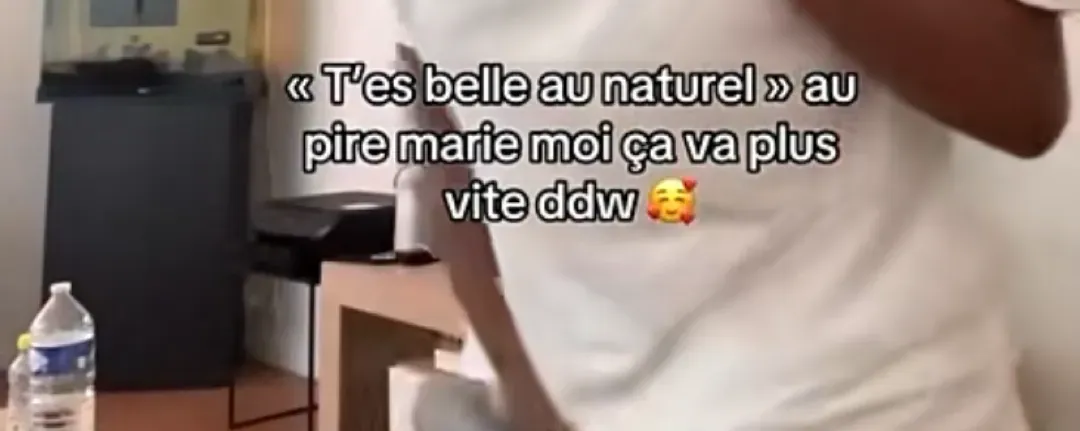 « T'es belle au naturel » au
pire marie moi ça va plus
vite ddw 🥰